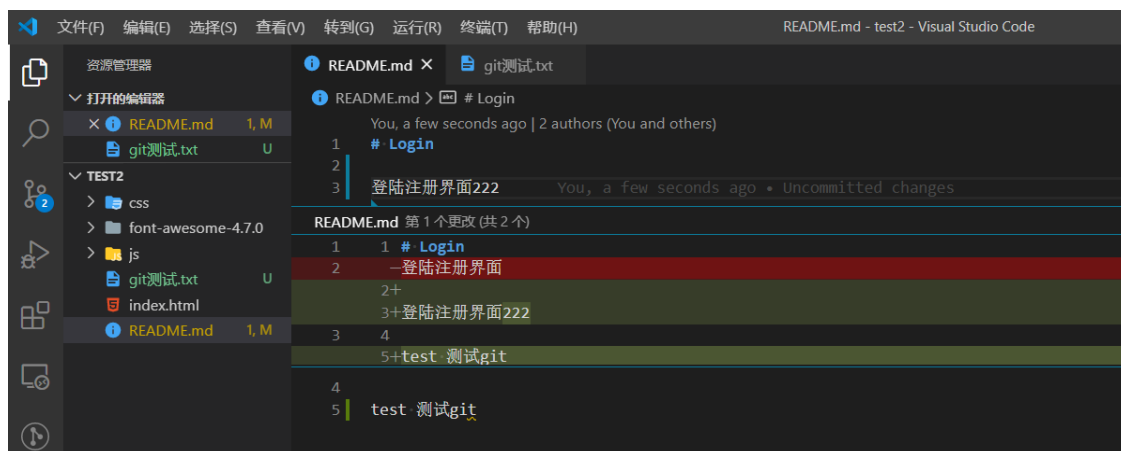 文件(F) 编辑(E) 选择(S) 查看(V) 转到(G) 运行(R) 终端(T) 帮助(H) README.md - test2 - Visual Studio Code
资源管理器
打开的编辑器
README.md 1, M
git测试.txt U
TEST2
css
font-awesome-4.7.0
js
git测试.txt U
index.html
README.md 1, M
2
README.md git测试.txt
README.md > # Login
You, a few seconds ago | 2 authors (You and others)
1 # Login
2
3 登陆注册界面222 You, a few seconds ago • Uncommitted changes
README.md 第 1 个更改 (共 2 个)
1 1 # Login
2 —登陆注册界面
2+
3+登陆注册界面222
3 4
5+test 测试git
4
5 test 测试git